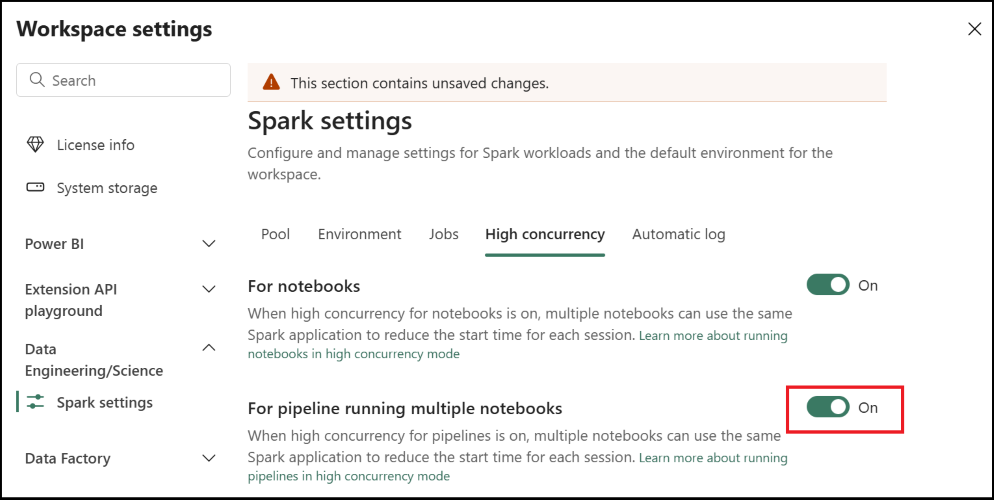 Workspace settings
Search
License info
System storage
Power BI
Extension API
playground
Data
Engineering/Science
Spark settings
Data Factory
This section contains unsaved changes.
Spark settings
Configure and manage settings for Spark workloads and the default environment for the
workspace.
Pool Environment Jobs High concurrency Automatic log
For notebooks
On
When high concurrency for notebooks is on, multiple notebooks can use the same
Spark application to reduce the start time for each session. Learn more about running
notebooks in high concurrency mode
For pipeline running multiple notebooks
On
When high concurrency for pipelines is on, multiple notebooks can use the same
Spark application to reduce the start time for each session. Learn more about running
pipelines in high concurrency mode